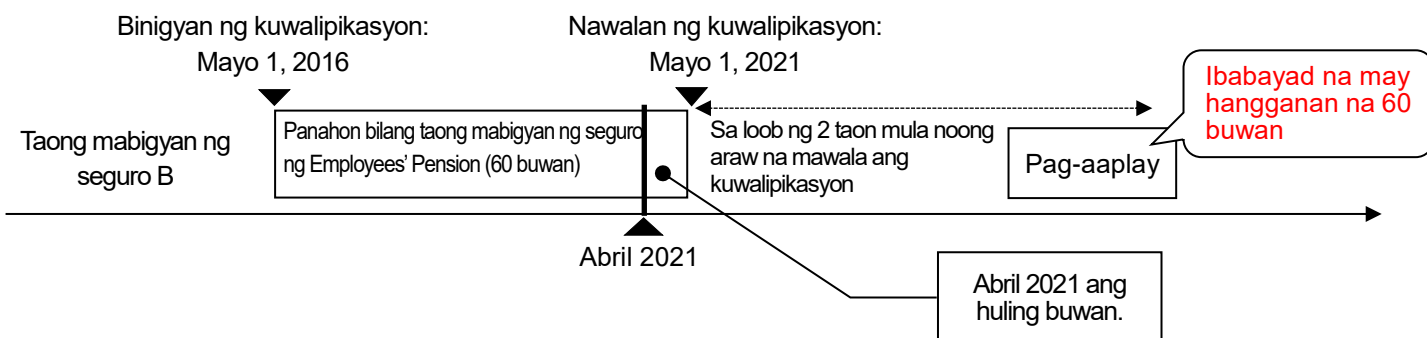 Binigyan ng kuwalipikasyon:
Mayo 1, 2016
Nawalan ng kuwalipikasyon:
Mayo 1, 2021
Ibabayad na may
hangganan na 60
buwan
Taong mabigyan ng
seguro B
Panahon bilang taong mabigyan ng seguro
ng Employees’ Pension (60 buwan)
Sa loob ng 2 taon mula noong
araw na mawala ang
kuwalipikasyon
Pag-aaplay
Abril 2021
Abril 2021 ang
huling buwan.